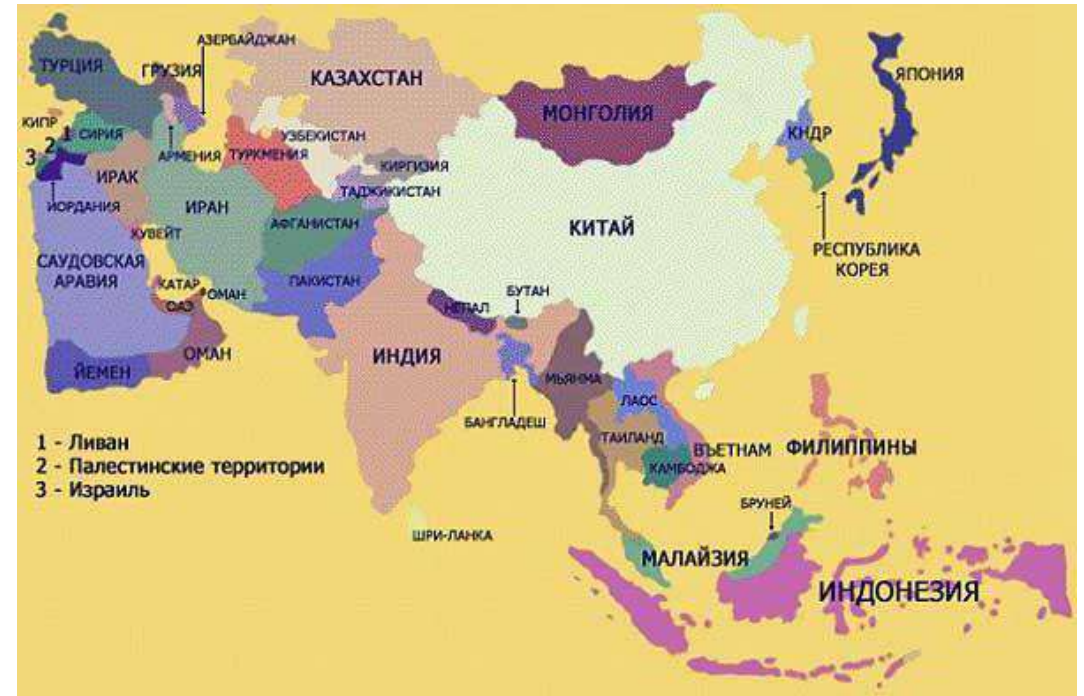 АЗЕРБАЙДЖАН
ТУРЦИЯ
ГРУЗИЯ
КАЗАХСТАН
ЯПОНИЯ
МОНГОЛИЯ
КИПР
1
СИРИЯ
2
3
АРМЕНИЯ
ТУРКМЕНИЯ
УЗБЕКИСТАН
КНДР
КИРГИЗИЯ
ИРАК
ТАДЖИКИСТАН
ЙОРДАНИЯ
ИРАН
АФГАНИСТАН
КИТАЙ
КУВЕЙТ
РЕСПУБЛИКА
КОРЕЯ
САУДОВСКАЯ
АРАВИЯ
КАТАР
ОМАН
ПАКИСТАН
ОАЭ
НЕПАЛ
БУТАН
ОМАН
ИНДИЯ
ЙЕМЕН
МЬЯНМА
ЛАОС
БАНГЛАДЕШ
ТАИЛАНД
ВЪЕТНАМ
ФИЛИППИНЫ
КАМБОДЖА
1 - Ливан
2 - Палестинские территории
3 - Израиль
БРУНЕЙ
ШРИ-ЛАНКА
МАЛАЙЗИЯ
ИНДОНЕЗИЯ